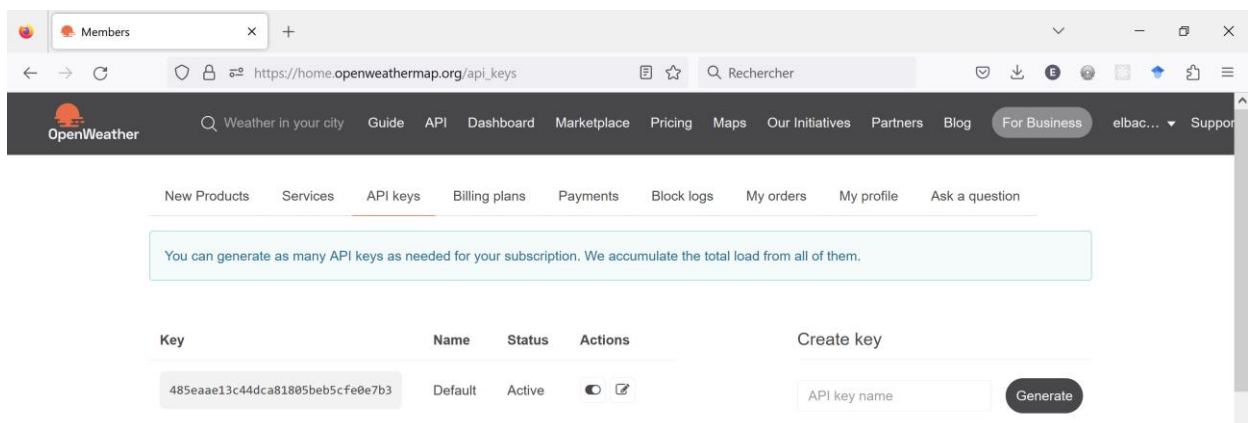 Members
https://home.openweathermap.org/api_keys
Rechercher
OpenWeather
Weather in your city
Guide
API
Dashboard
Marketplace
Pricing
Maps
Our Initiatives
Partners
Blog
For Business
elbac...
Suppor
New Products
Services
API keys
Billing plans
Payments
Block logs
My orders
My profile
Ask a question
You can generate as many API keys as needed for your subscription. We accumulate the total load from all of them.
Key Name Status Actions
Create key
485eaae13c44dca81805beb5cfe0e7b3 Default Active
API key name
Generate